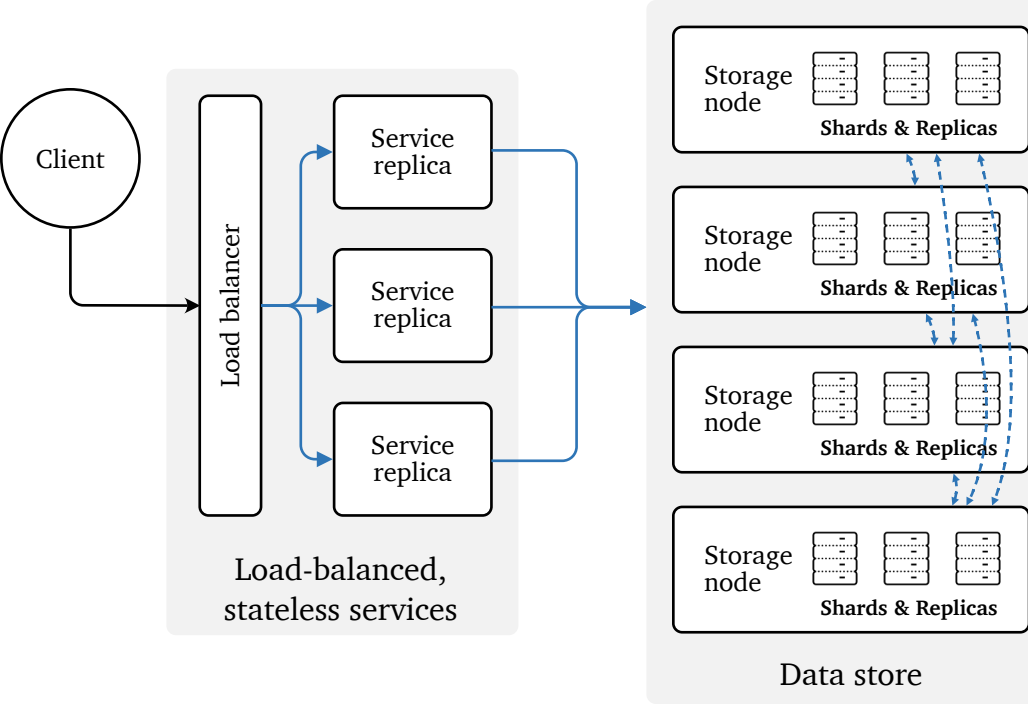 Client
Load balancer
Service
replica
Service
replica
Service
replica
Load-balanced,
stateless services
Storage
node
Shards & Replicas
Storage
node
Shards & Replicas
Storage
node
Shards & Replicas
Storage
node
Shards & Replicas
Data store